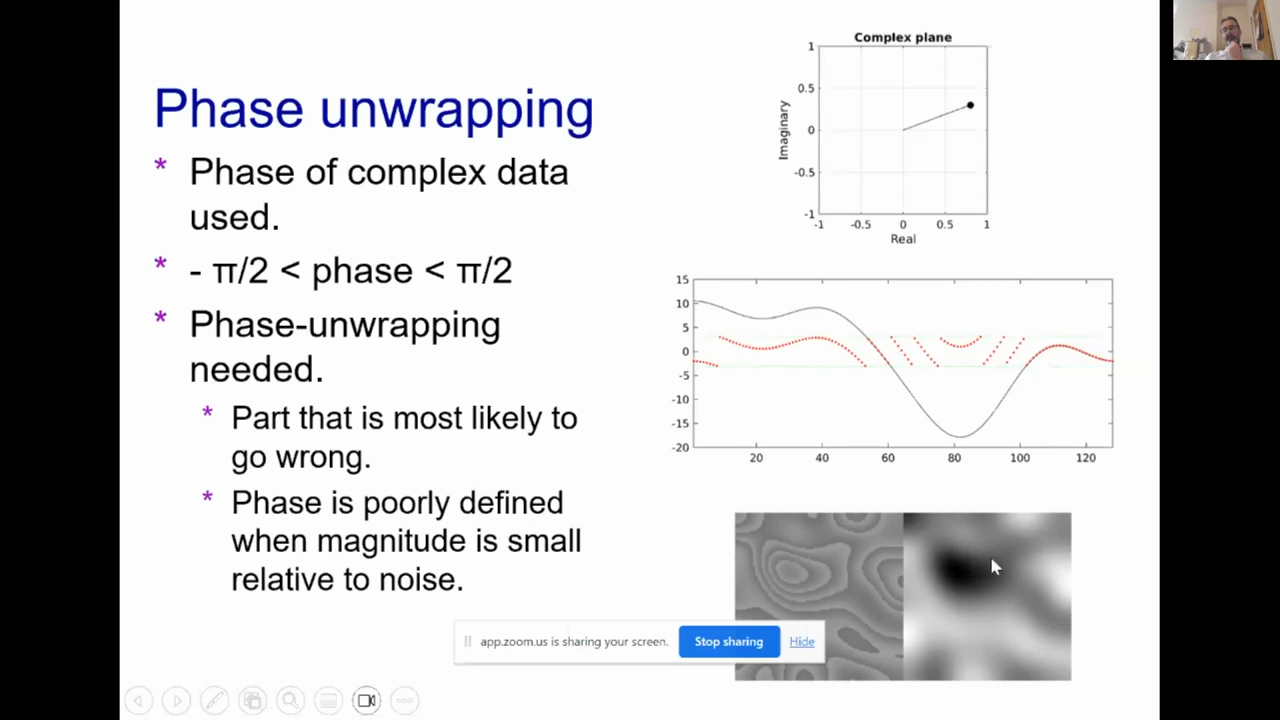 Phase unwrapping
* Phase of complex data
used.
* - π/2 < phase < π/2
* Phase-unwrapping
needed.
* Part that is most likely to
go wrong.
* Phase is poorly defined
when magnitude is small
relative to noise.
Complex plane
1
0.5
0
-0.5
-1
Imaginary
-1 -0.5 0 0.5 1
Real
15
10
5
0
-5
-10
-15
-20
20 40 60 80 100 120
app.zoom.us is sharing your screen. Stop sharing Hide